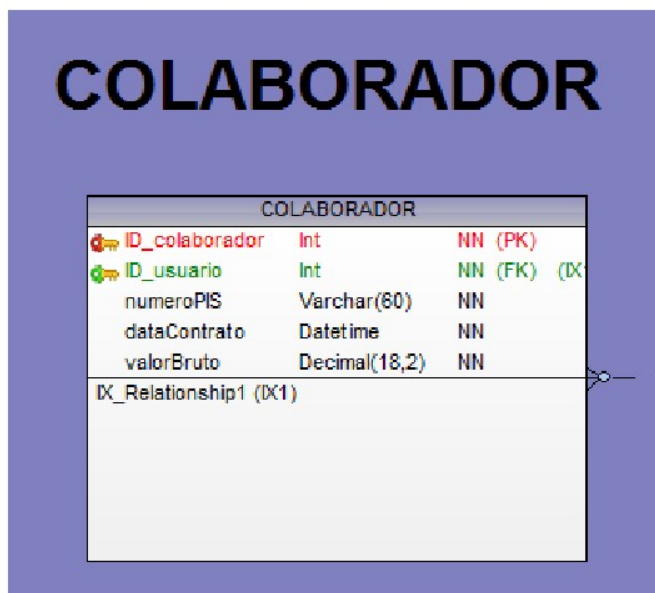 COLABORADOR
COLABORADOR
ID_colaborador Int NN (PK)
ID_usuario Int NN (FK) (IX
numeroPIS Varchar(60) NN
dataContrato Datetime NN
valorBruto Decimal(18,2) NN
IX_Relationship1 (IX1)